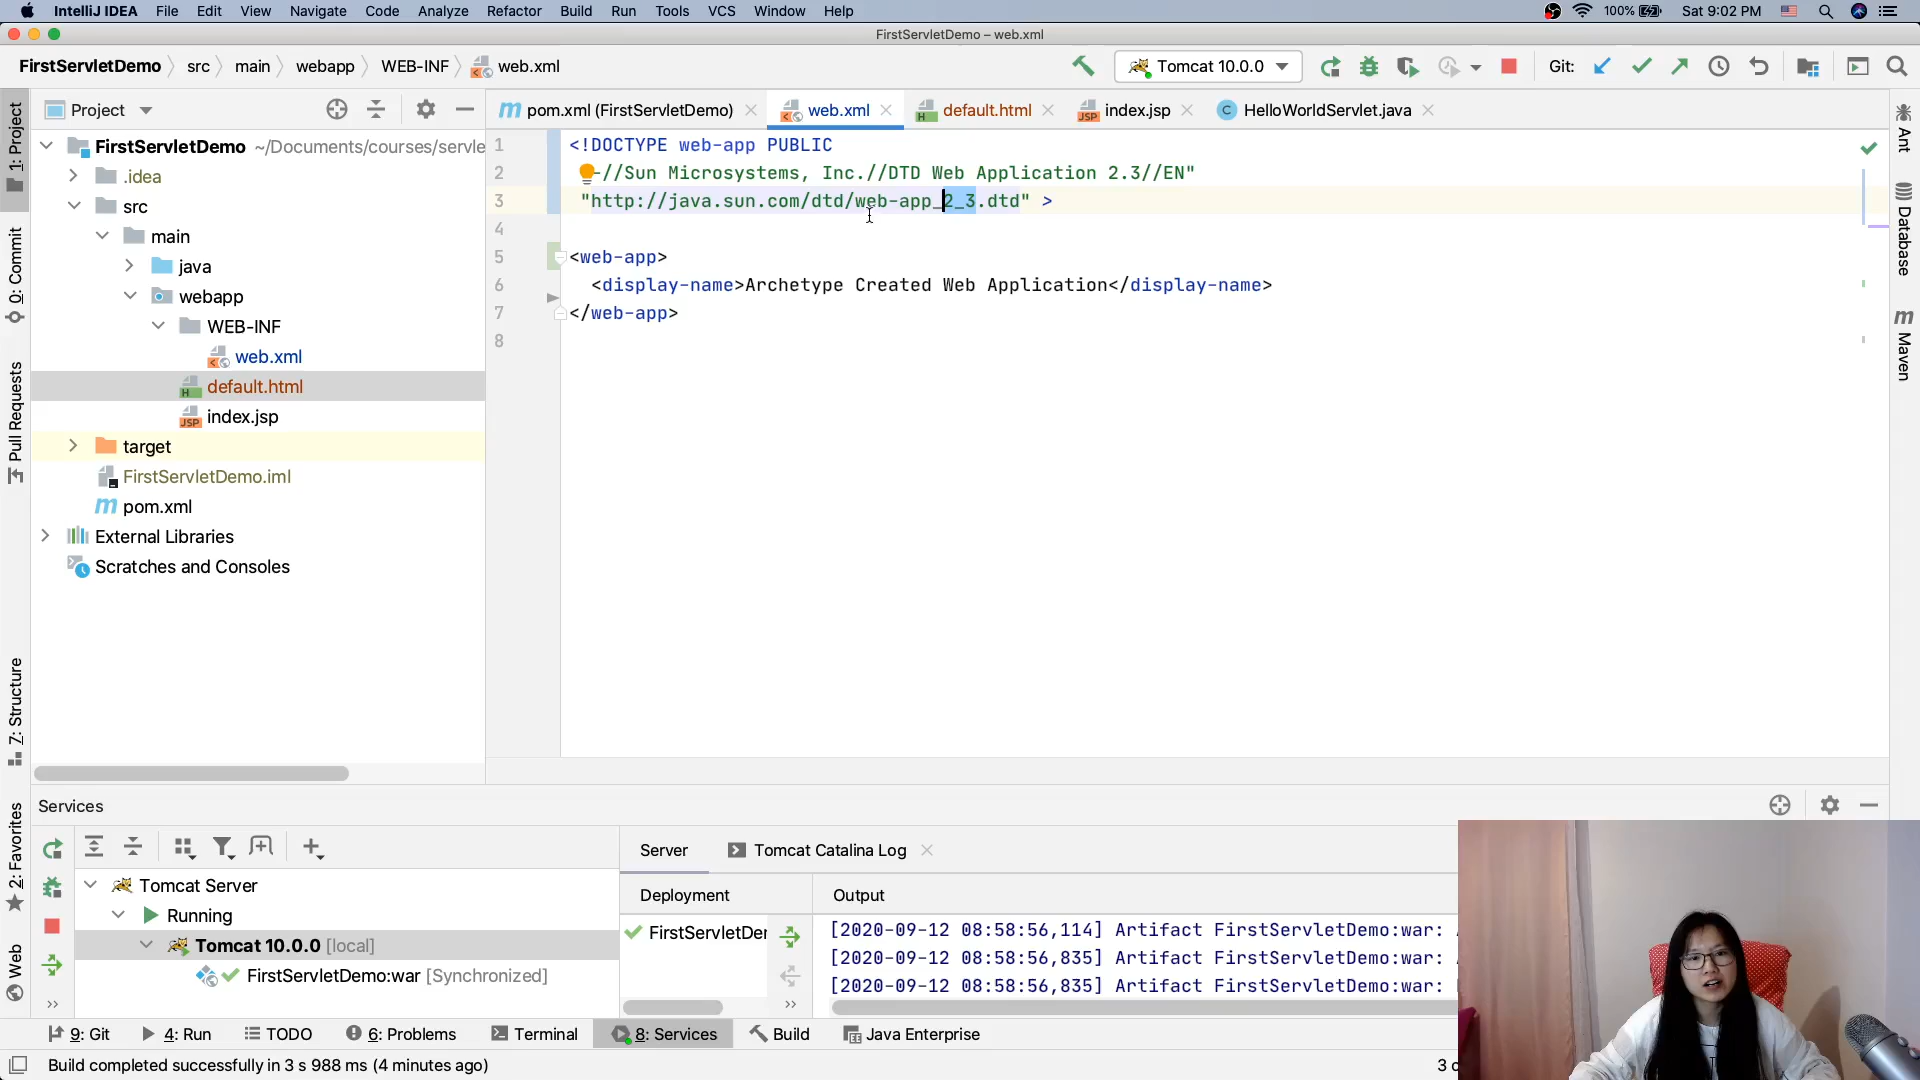 IntelliJ IDEA File Edit View Navigate Code Analyze Refactor Build Run Tools VCS Window Help 100% Sat 9:02 PM
FirstServletDemo – web.xml
FirstServletDemo src main webapp WEB-INF web.xml Tomcat 10.0.0 Git:
Project pom.xml (FirstServletDemo) web.xml default.html index.jsp HelloWorldServlet.java
FirstServletDemo ~/Documents/courses/servle
.idea
src
main
java
webapp
WEB-INF
web.xml
default.html
index.jsp
target
FirstServletDemo.iml
pom.xml
External Libraries
Scratches and Consoles
1: Project
0: Commit
Pull Requests
Z: Structure
2: Favorites
Web
1 <!DOCTYPE web-app PUBLIC
2 -//Sun Microsystems, Inc.//DTD Web Application 2.3//EN"
3 "http://java.sun.com/dtd/web-app_2_3.dtd" >
4
5 <web-app>
6 <display-name>Archetype Created Web Application</display-name>
7 </web-app>
8
Ant
Database
Maven
Services
Tomcat Server
Running
Tomcat 10.0.0 [local]
FirstServletDemo:war [Synchronized]
Server Tomcat Catalina Log
Deployment Output
FirstServletDer
[2020-09-12 08:58:56,114] Artifact FirstServletDemo:war:
[2020-09-12 08:58:56,835] Artifact FirstServletDemo:war:
[2020-09-12 08:58:56,835] Artifact FirstServletDemo:war:
9: Git 4: Run TODO 6: Problems Terminal 8: Services Build Java Enterprise
Build completed successfully in 3 s 988 ms (4 minutes ago) 3